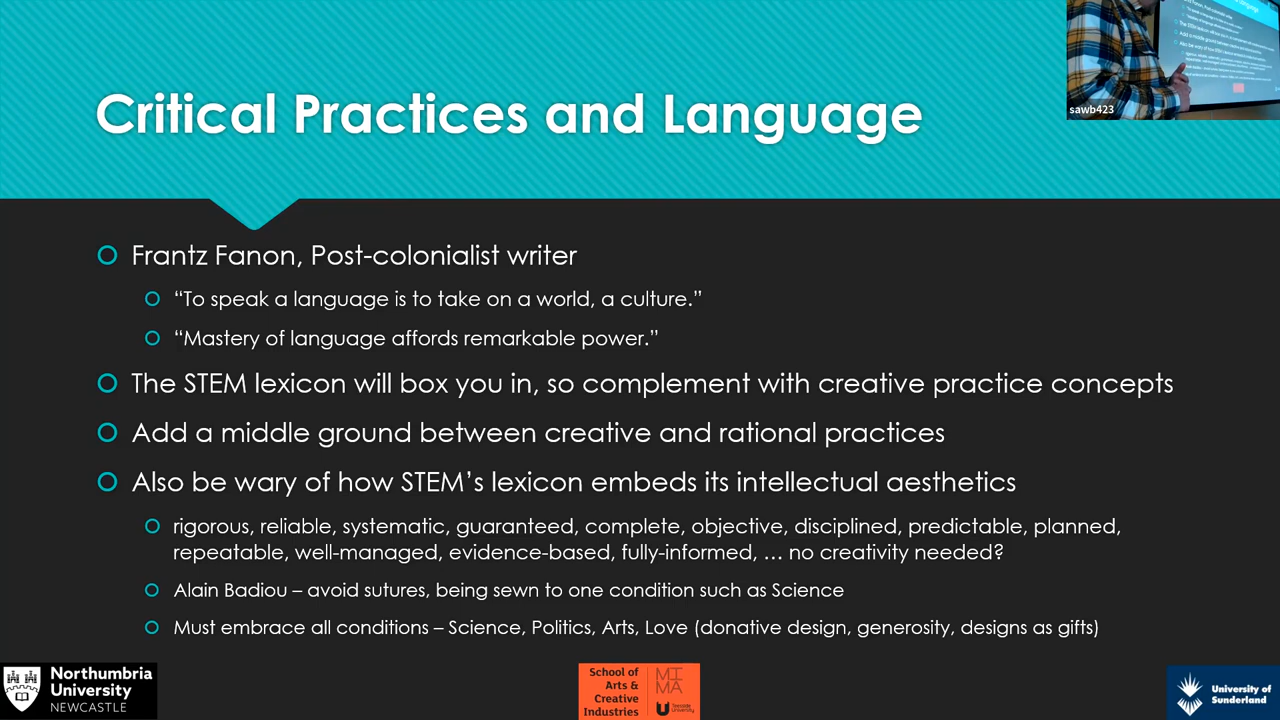 Critical Practices and Language
sawb423
Frantz Fanon, Post-colonialist writer
“To speak a language is to take on a world, a culture.”
“Mastery of language affords remarkable power.”
The STEM lexicon will box you in, so complement with creative practice concepts
Add a middle ground between creative and rational practices
Also be wary of how STEM’s lexicon embeds its intellectual aesthetics
rigorous, reliable, systematic, guaranteed, complete, objective, disciplined, predictable, planned,
repeatable, well-managed, evidence-based, fully-informed, … no creativity needed?
Alain Badiou – avoid sutures, being sewn to one condition such as Science
Must embrace all conditions – Science, Politics, Arts, Love (donative design, generosity, designs as gifts)
Northumbria
University
NEWCASTLE
School of
Arts &
Creative
Industries
MI
MA
Teesside
University
University of
Sunderland